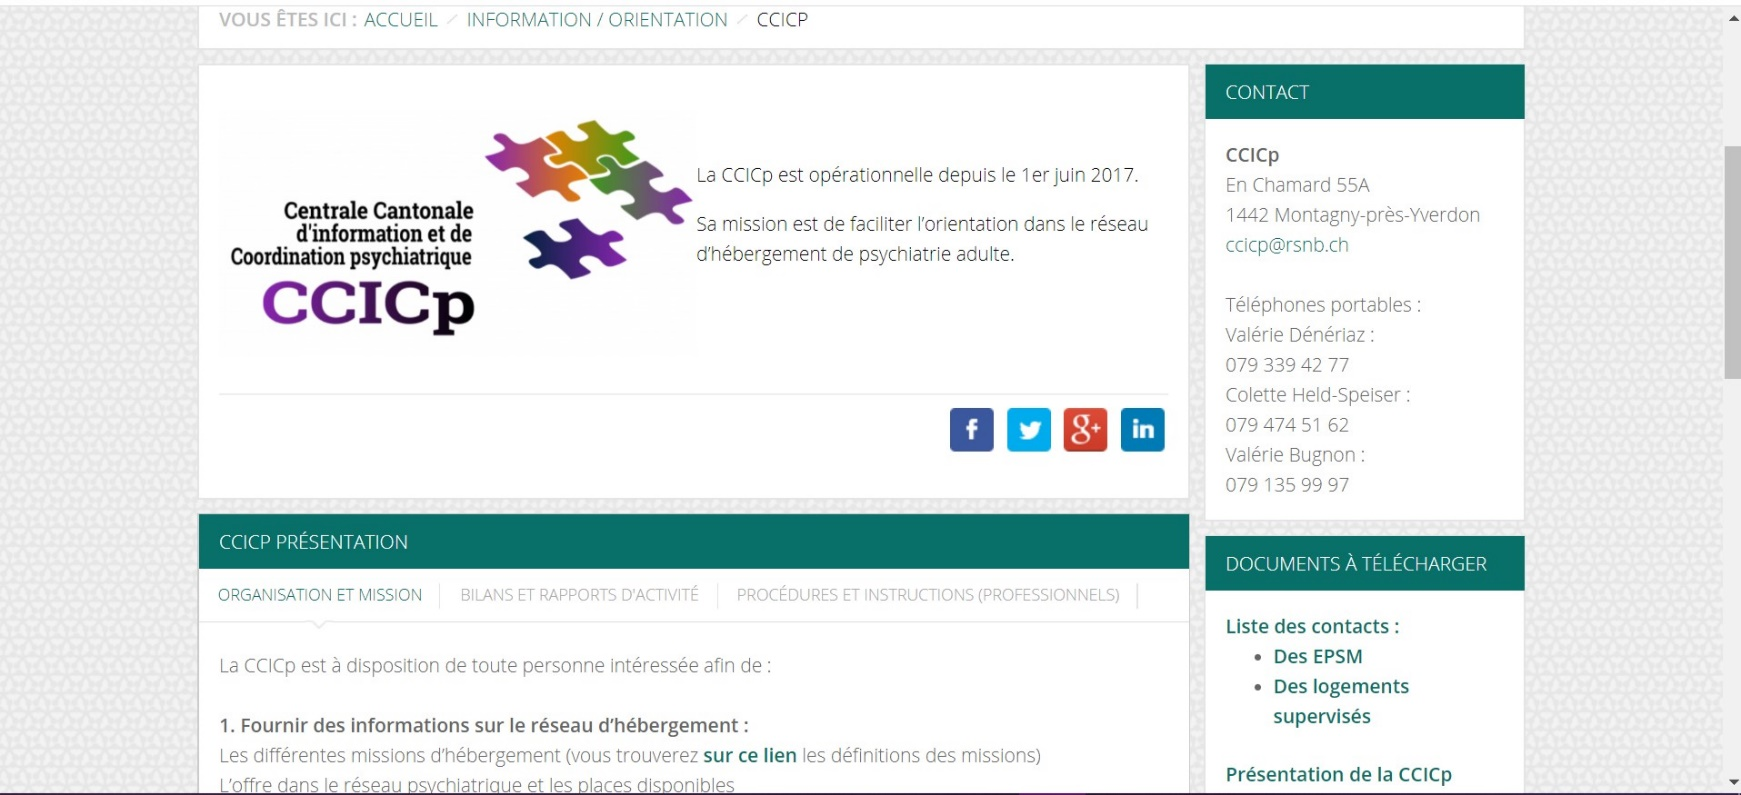 VOUS ÊTES ICI : ACCUEIL / INFORMATION / ORIENTATION / CCICP
Centrale Cantonale
d'information et de
Coordination psychiatrique
CCICp
La CCICp est opérationnelle depuis le 1er juin 2017.
Sa mission est de faciliter l’orientation dans le réseau
d’hébergement de psychiatrie adulte.
f
g+
in
CCICP PRÉSENTATION
ORGANISATION ET MISSION
BILANS ET RAPPORTS D'ACTIVITÉ
PROCÉDURES ET INSTRUCTIONS (PROFESSIONNELS)
La CCICp est à disposition de toute personne intéressée afin de :
1. Fournir des informations sur le réseau d’hébergement :
Les différentes missions d’hébergement (vous trouverez sur ce lien les définitions des missions)
L’offre dans le réseau psychiatrique et les places disponibles
CONTACT
CCICp
En Chamard 55A
1442 Montagny-près-Yverdon
ccicp@rsnb.ch
Téléphones portables :
Valérie Dénériaz :
079 339 42 77
Colette Held-Speiser :
079 474 51 62
Valérie Bugnon :
079 135 99 97
DOCUMENTS À TÉLÉCHARGER
Liste des contacts :
• Des EPSM
• Des logements
supervisés
Présentation de la CCICp